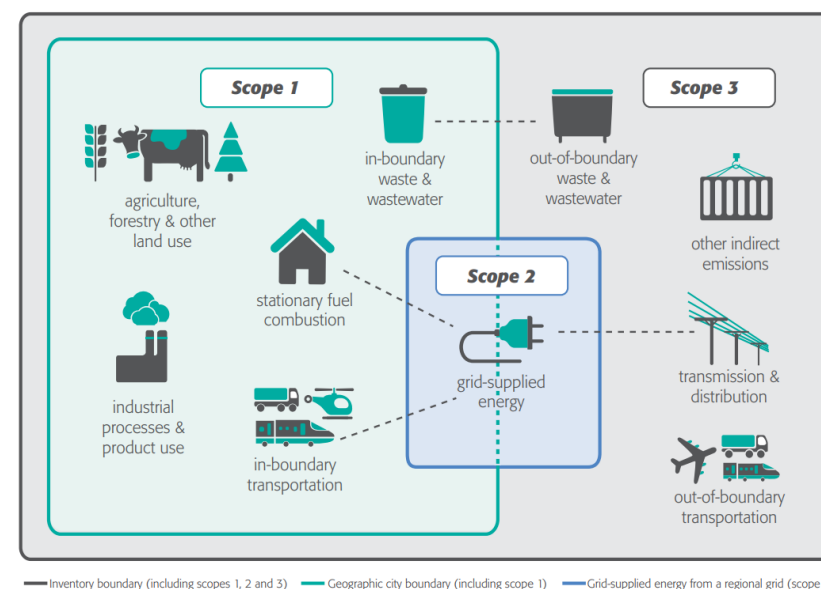 Scope 1
Scope 3
in-boundary
waste &
wastewater
out-of-boundary
waste &
wastewater
agriculture,
forestry & other
land use
other indirect
emissions
Scope 2
stationary fuel
combustion
grid-supplied
energy
transmission &
distribution
industrial
processes &
product use
in-boundary
transportation
out-of-boundary
transportation
Inventory boundary (including scopes 1, 2 and 3) Geographic city boundary (including scope 1) Grid-supplied energy from a regional grid (scope